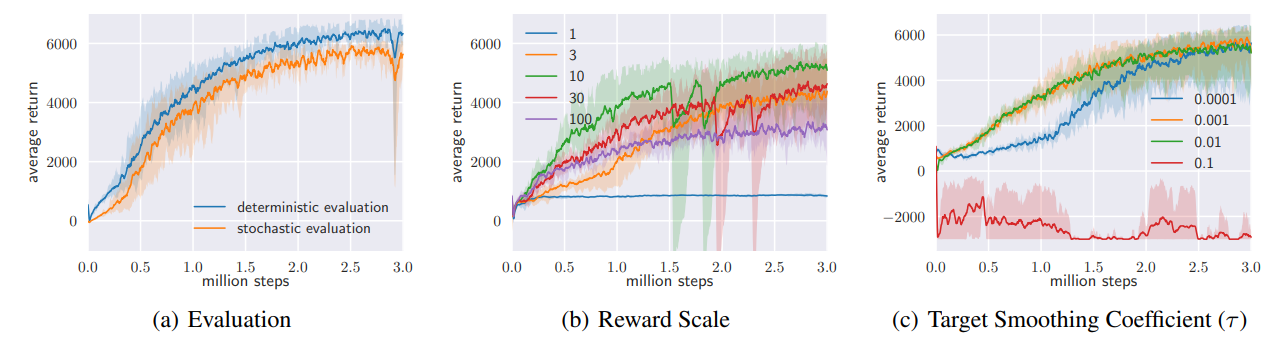 6000
4000
2000
0
average return
deterministic evaluation
stochastic evaluation
0.0 0.5 1.0 1.5 2.0 2.5 3.0
million steps
(a) Evaluation
6000
4000
2000
0
average return
1
3
10
30
100
0.0 0.5 1.0 1.5 2.0 2.5 3.0
million steps
(b) Reward Scale
6000
4000
2000
0
−2000
average return
0.0001
0.001
0.01
0.1
0.0 0.5 1.0 1.5 2.0 2.5 3.0
million steps
(c) Target Smoothing Coefficient (τ)